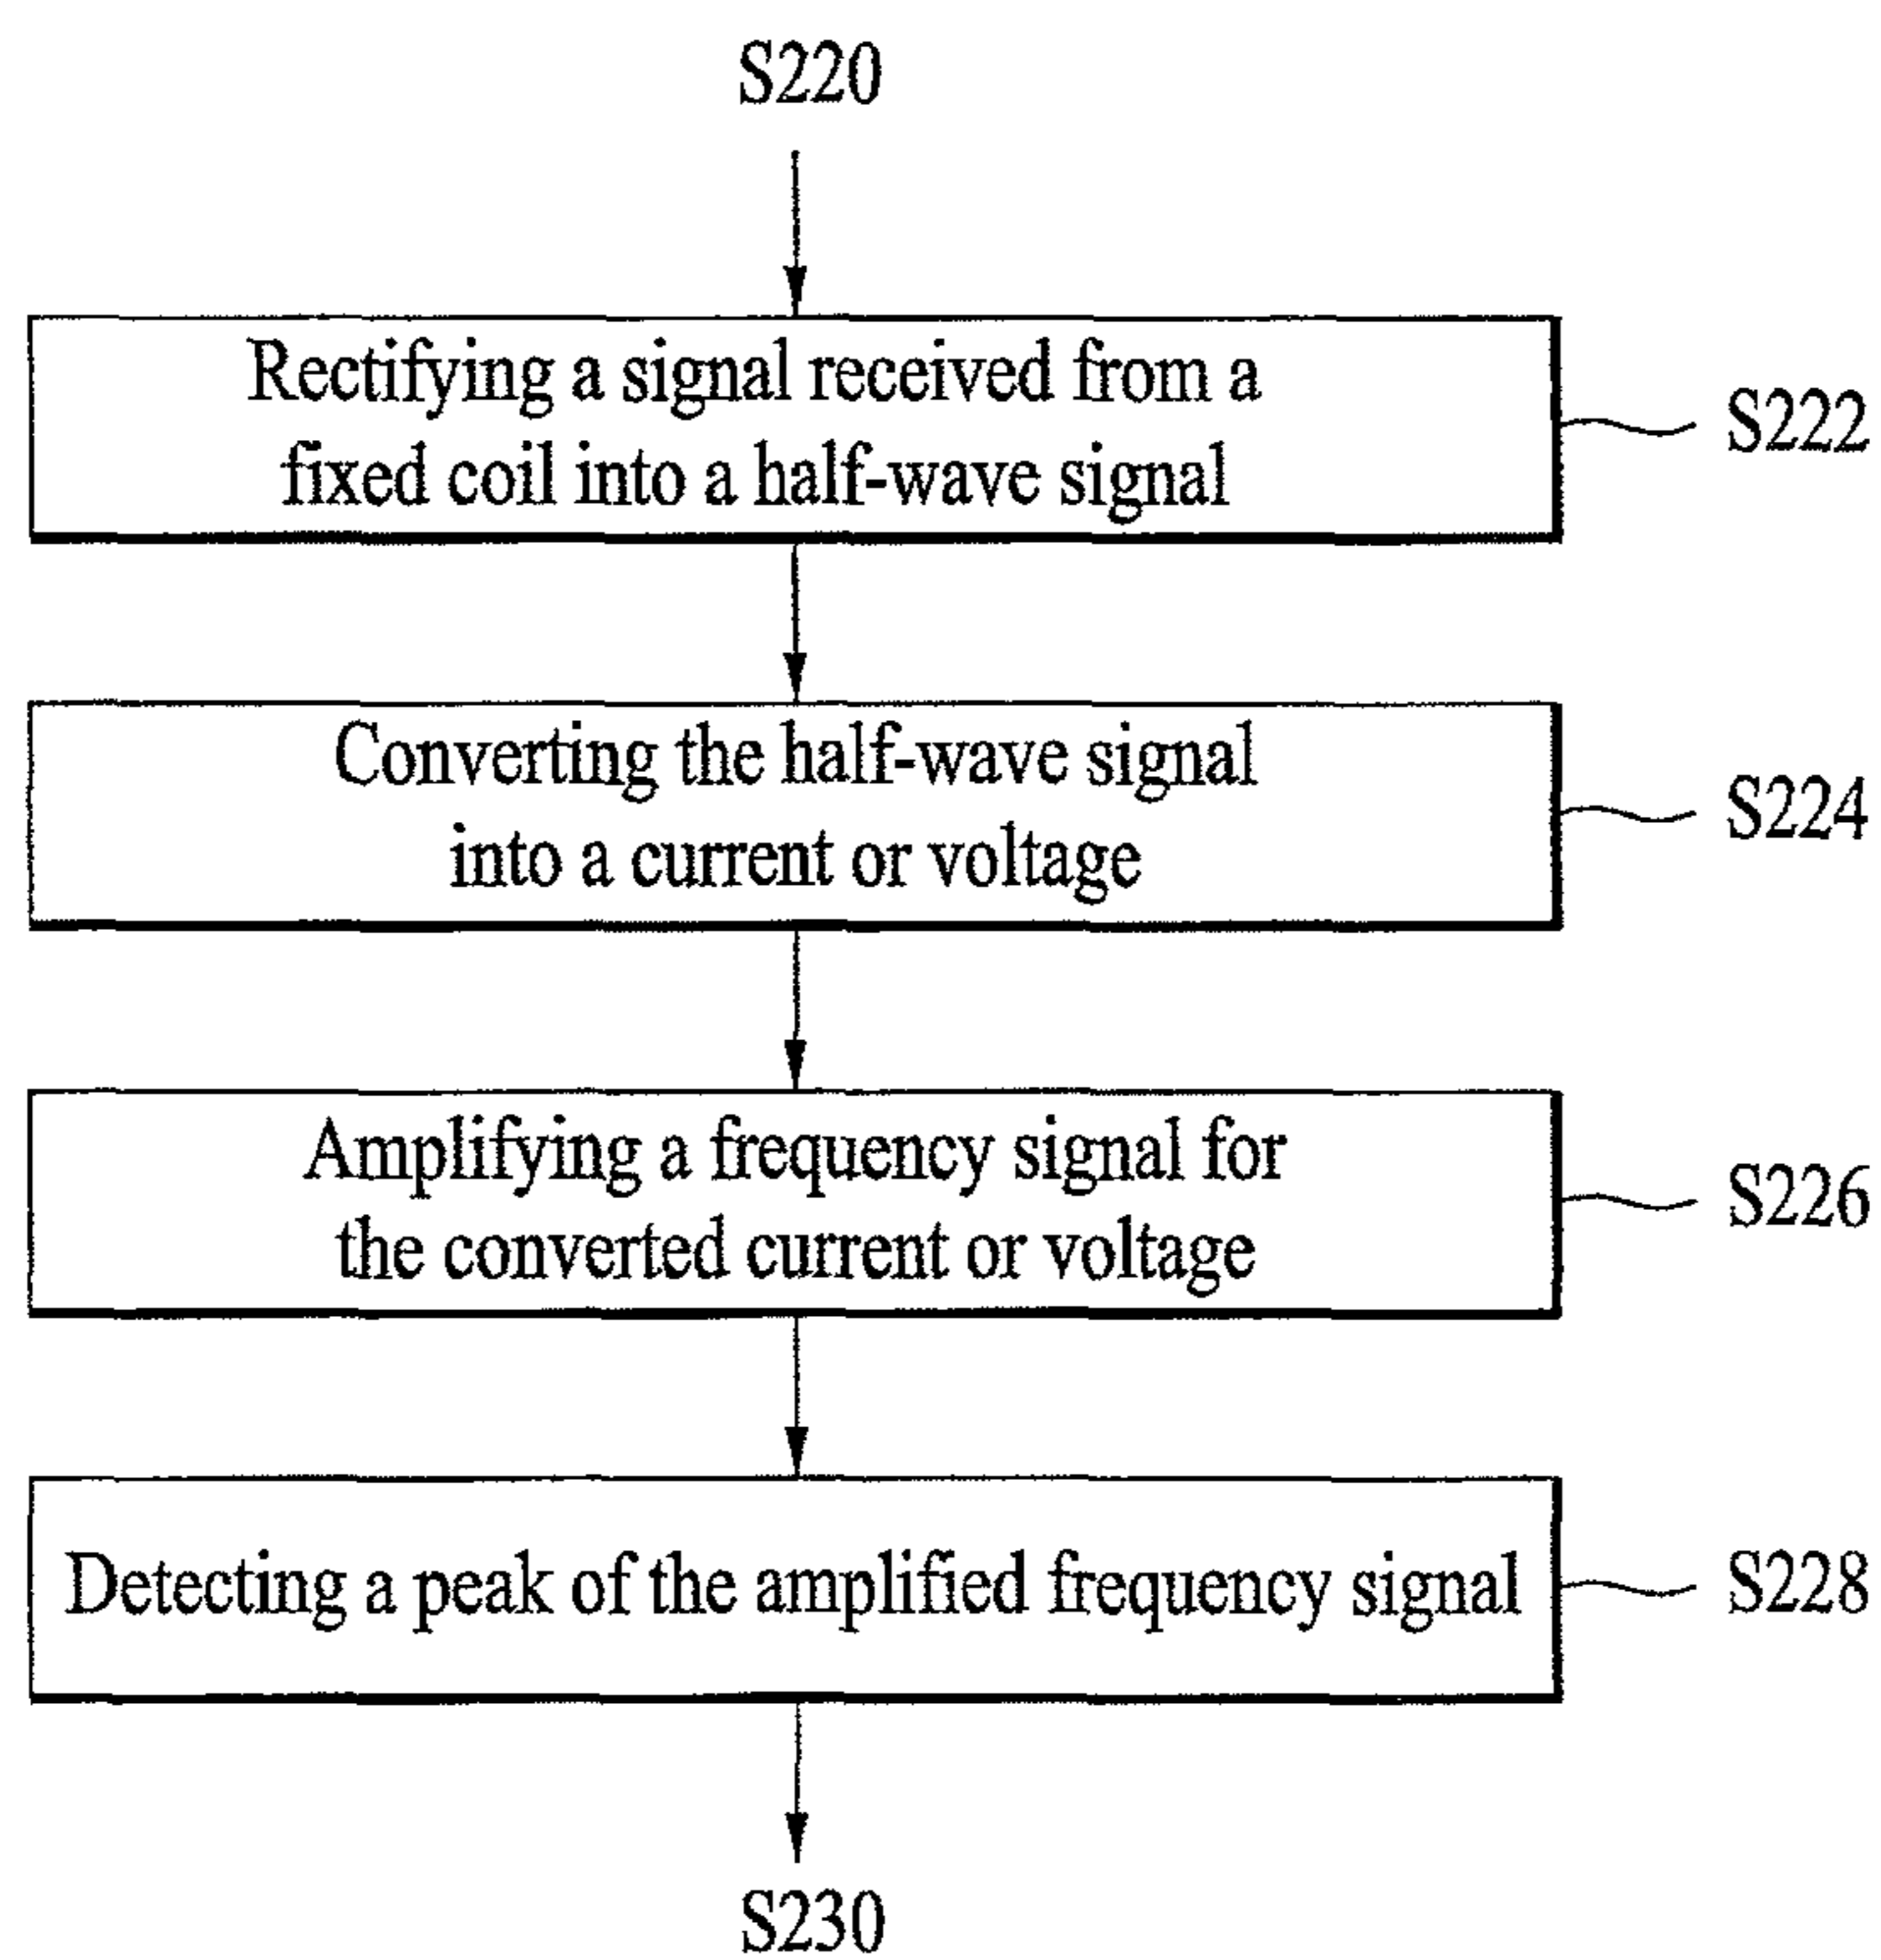 S220
Rectifying a signal received from a
fixed coil into a half-wave signal
S222
Converting the half-wave signal
into a current or voltage
S224
Amplifying a frequency signal for
the converted current or voltage
S226
Detecting a peak of the amplified frequency signal
S228
S230